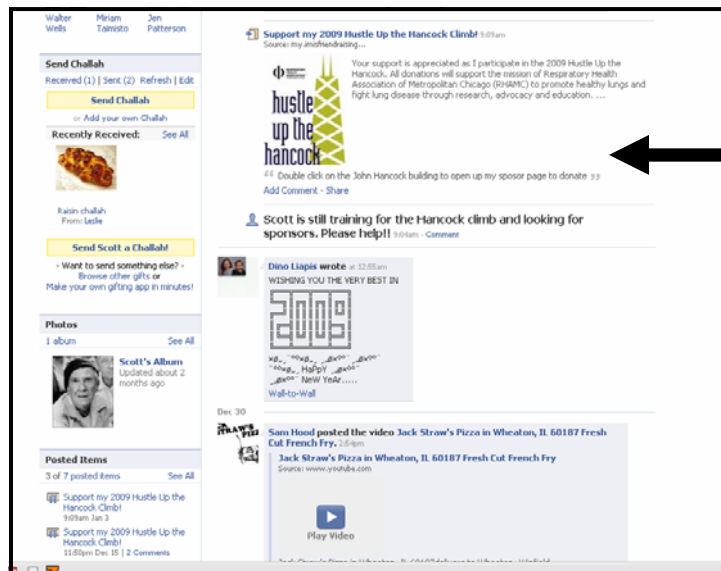 Walter Miriam Jen
Wells Taimisto Patterson
Send Challah
Received (1) | Sent (2) Refresh | Edit
Send Challah
or Add your own Challah
Recently Received: See All
Raisin challah
From: Leslie
Send Scott a Challah!
- Want to send something else? -
Browse other gifts or
Make your own gifting app in minutes!
Photos
1 album See All
Scott's Album
Updated about 2
months ago
Posted Items
3 of 7 posted items See All
Support my 2009 Hustle Up the
Hancock Climb!
9:09am Jan 3
Support my 2009 Hustle Up the
Hancock Climb!
11:50pm Dec 15 | 2 Comments
Support my 2009 Hustle Up the Hancock Climb! 9:09am
Source: my.imisfriendraising...
hustle
up the
hancock
Your support is appreciated as I participate in the 2009 Hustle Up the
Hancock. All donations will support the mission of Respiratory Health
Association of Metropolitan Chicago (RHAMC) to promote healthy lungs and
fight lung disease through research, advocacy and education. ...
“ Double click on the John Hancock building to open up my sposor page to donate ”
Add Comment - Share
Scott is still training for the Hancock climb and looking for
sponsors. Please help!! 9:04am - Comment
Dino Liapis wrote at 12:55am
WISHING YOU THE VERY BEST IN
2009
HaPpY
NeW YeAr.....
Wall-to-Wall
Dec 30
Sam Hood posted the video Jack Straw's Pizza in Wheaton, IL 60187 Fresh
Cut French Fry. 2:54pm
Jack Straw's Pizza in Wheaton, IL 60187 Fresh Cut French Fry
Source: www.youtube.com
Play Video